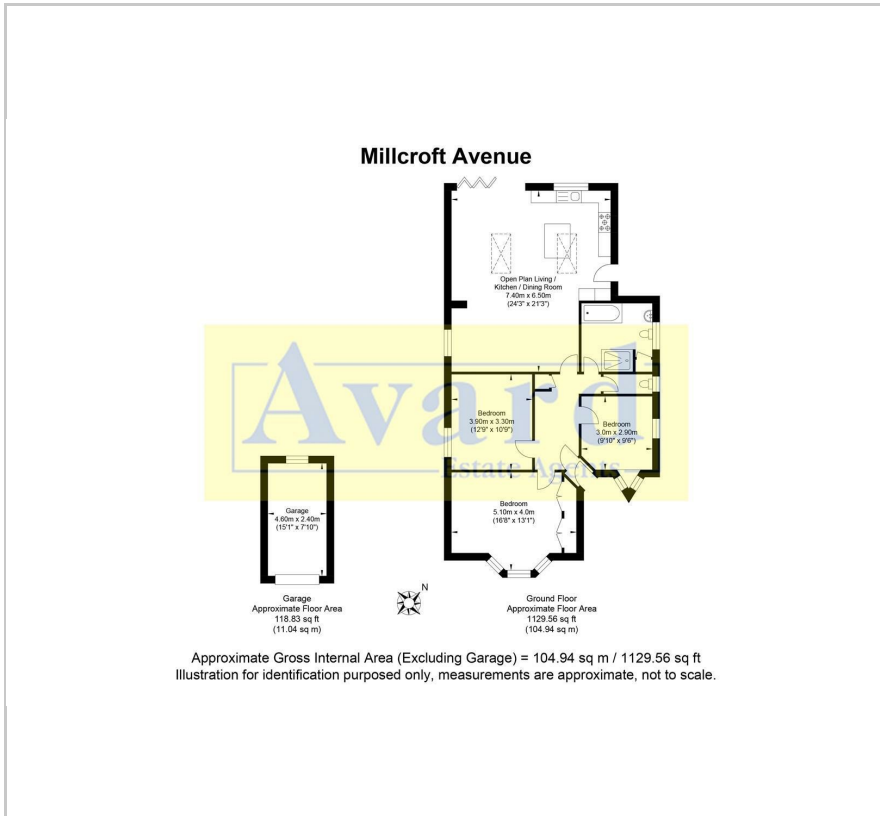 Millcroft Avenue
Open Plan Living /
Kitchen / Dining Room
7.40m x 6.50m
(24'3" x 21'3")
Avard
Estate Agents
Bedroom
3.90m x 3.30m
(12'9" x 10'9")
Bedroom
3.0m x 2.90m
(9'10" x 9'6")
Bedroom
5.10m x 4.0m
(16'8" x 13'1")
Garage
4.60m x 2.40m
(15'1" x 7'10")
N
Garage
Approximate Floor Area
118.83 sq ft
(11.04 sq m)
Ground Floor
Approximate Floor Area
1129.56 sq ft
(104.94 sq m)
Approximate Gross Internal Area (Excluding Garage) = 104.94 sq m / 1129.56 sq ft
Illustration for identification purposed only, measurements are approximate, not to scale.